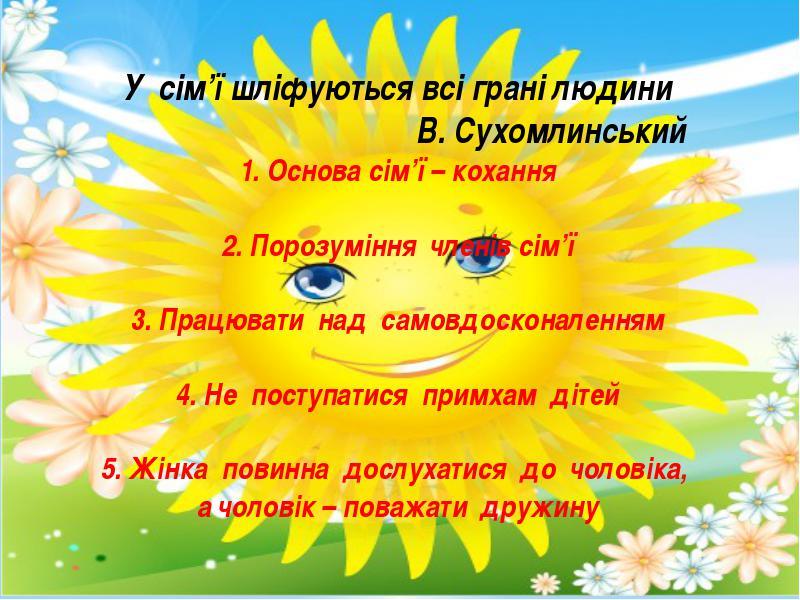 У сім’ї шліфуються всі грані людини
В. Сухомлинський
1. Основа сім’ї – кохання
2. Порозуміння членів сім’ї
3. Працювати над самовдосконаленням
4. Не поступатися примхам дітей
5. Жінка повинна дослухатися до чоловіка,
а чоловік – поважати дружину